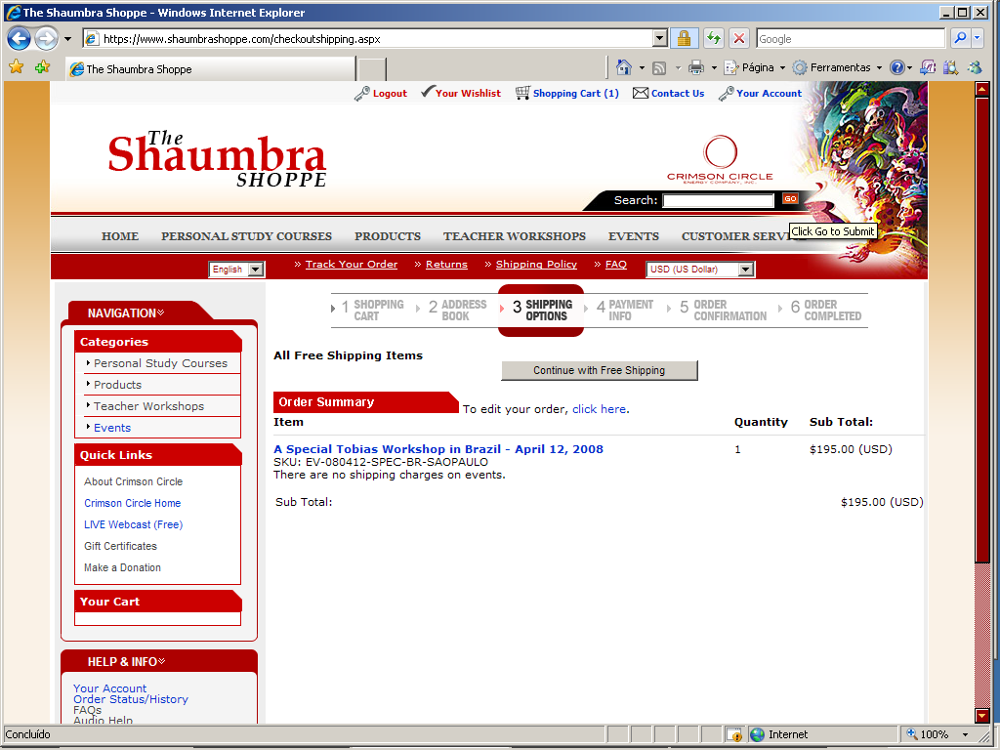 The Shaumbra Shoppe - Windows Internet Explorer
https://www.shaumbrashoppe.com/checkoutshipping.aspx
Google
The Shaumbra Shoppe
Página
Ferramentas
Logout
Your Wishlist
Shopping Cart (1)
Contact Us
Your Account
The
Shaumbra
SHOPPE
CRIMSON CIRCLE
ENERGY COMPANY, INC.
Search:
GO
HOME
PERSONAL STUDY COURSES
PRODUCTS
TEACHER WORKSHOPS
EVENTS
CUSTOMER SERVI
Click Go to Submit
English
» Track Your Order
» Returns
» Shipping Policy
» FAQ
USD (US Dollar)
1 SHOPPING CART
2 ADDRESS BOOK
3 SHIPPING OPTIONS
4 PAYMENT INFO
5 ORDER CONFIRMATION
6 ORDER COMPLETED
NAVIGATION
Categories
Personal Study Courses
Products
Teacher Workshops
Events
Quick Links
About Crimson Circle
Crimson Circle Home
LIVE Webcast (Free)
Gift Certificates
Make a Donation
Your Cart
HELP & INFO
Your Account
Order Status/History
FAQs
Audio Help
All Free Shipping Items
Continue with Free Shipping
Order Summary
To edit your order, click here.
Item Quantity Sub Total:
A Special Tobias Workshop in Brazil - April 12, 2008 1 $195.00 (USD)
SKU: EV-080412-SPEC-BR-SAOPAULO
There are no shipping charges on events.
Sub Total: $195.00 (USD)
Concluído
Internet
100%